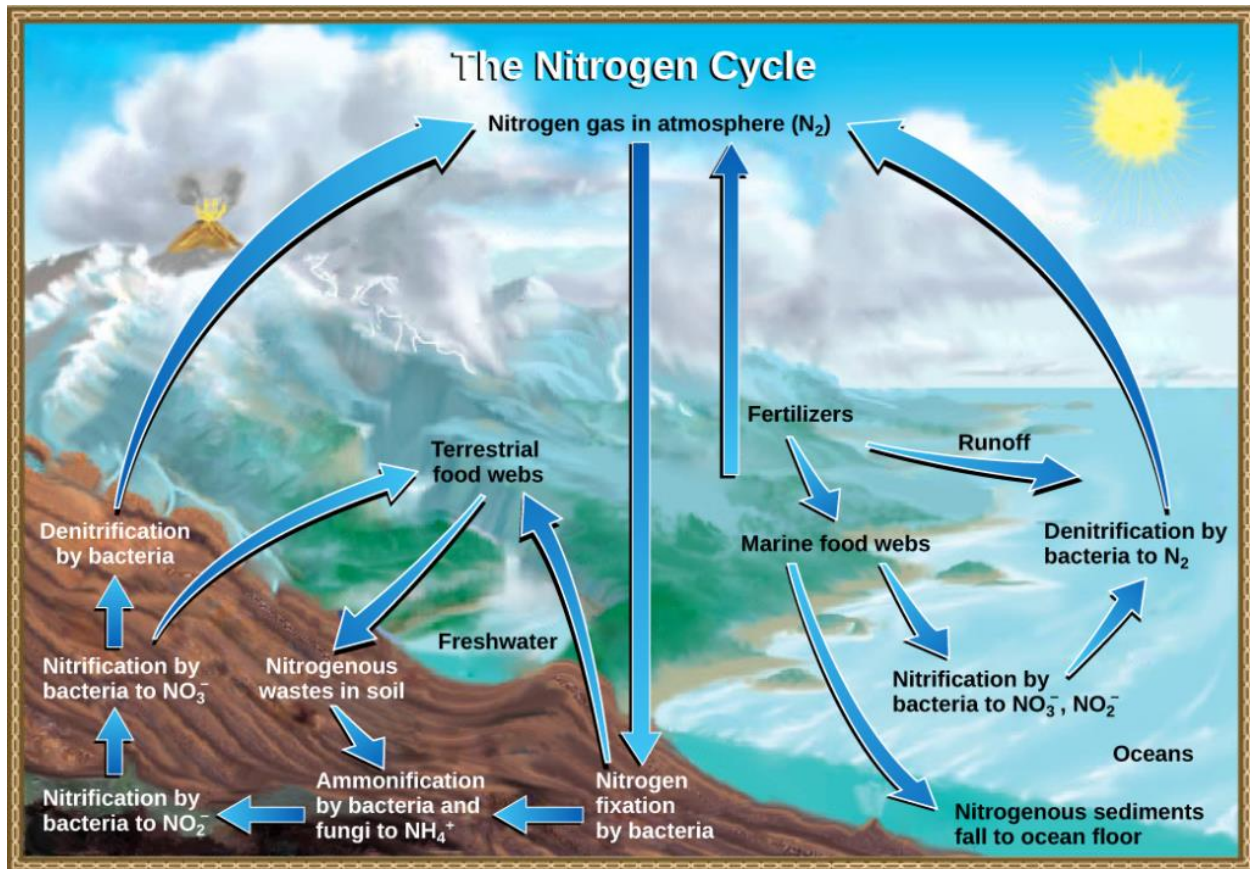 The Nitrogen Cycle
Nitrogen gas in atmosphere (N₂)
Fertilizers
Runoff
Terrestrial
food webs
Denitrification
by bacteria
Marine food webs
Denitrification by
bacteria to N₂
Freshwater
Nitrification by
bacteria to NO₃⁻
Nitrogenous
wastes in soil
Nitrification by
bacteria to NO₃⁻, NO₂⁻
Oceans
Nitrification by
bacteria to NO₂⁻
Ammonification
by bacteria and
fungi to NH₄⁺
Nitrogen
fixation
by bacteria
Nitrogenous sediments
fall to ocean floor